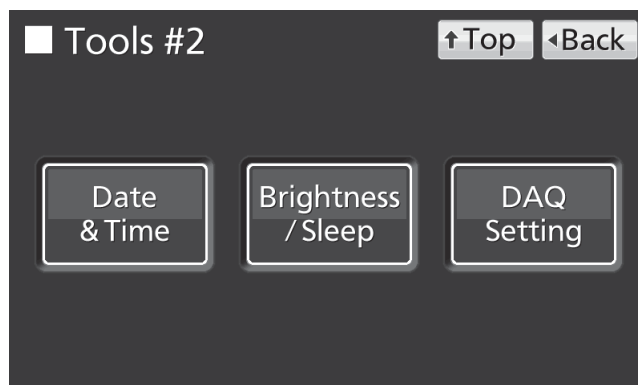 Tools #2
↑Top
◂Back
Date
& Time
Brightness
/ Sleep
DAQ
Setting